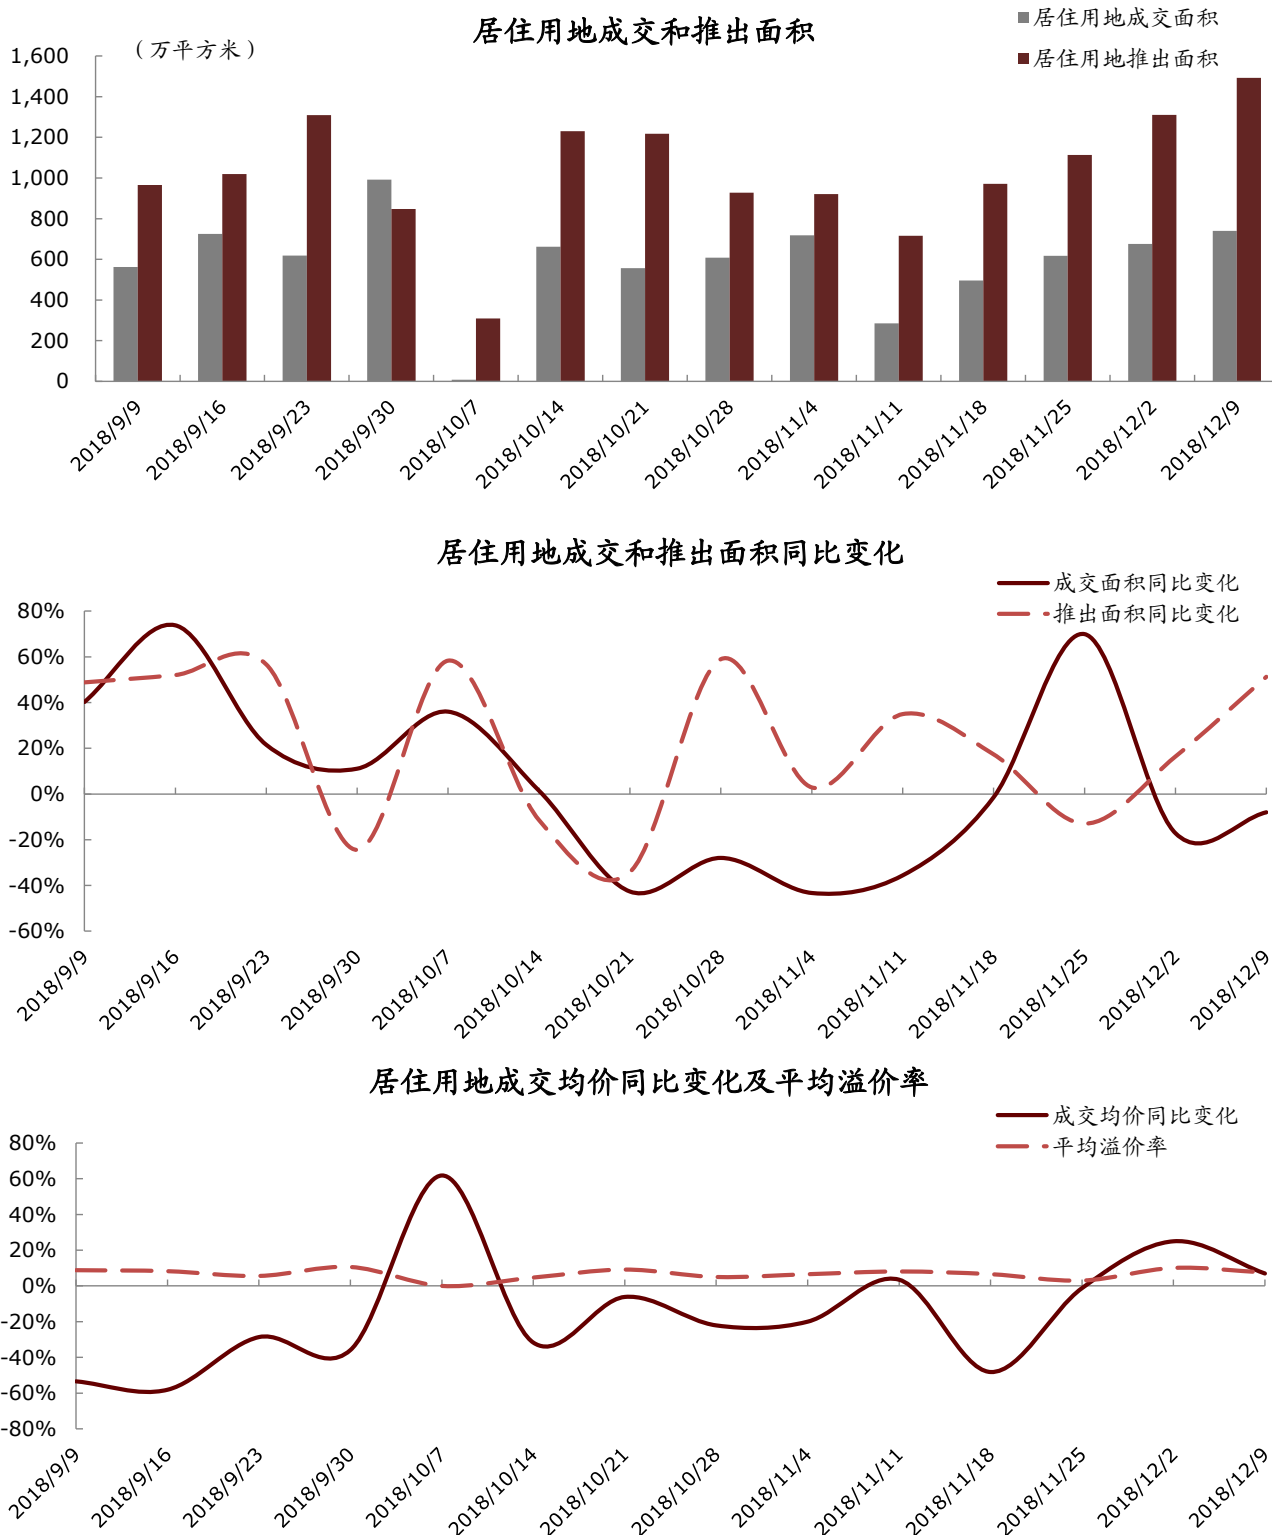 居住用地成交和推出面积
居住用地成交面积
居住用地推出面积
（万平方米）
1,600
1,400
1,200
1,000
800
600
400
200
0
2018/9/9 2018/9/16 2018/9/23 2018/9/30 2018/10/7 2018/10/14 2018/10/21 2018/10/28 2018/11/4 2018/11/11 2018/11/18 2018/11/25 2018/12/2 2018/12/9
居住用地成交和推出面积同比变化
成交面积同比变化
推出面积同比变化
80%
60%
40%
20%
0%
-20%
-40%
-60%
2018/9/9 2018/9/16 2018/9/23 2018/9/30 2018/10/7 2018/10/14 2018/10/21 2018/10/28 2018/11/4 2018/11/11 2018/11/18 2018/11/25 2018/12/2 2018/12/9
居住用地成交均价同比变化及平均溢价率
成交均价同比变化
平均溢价率
80%
60%
40%
20%
0%
-20%
-40%
-60%
-80%
2018/9/9 2018/9/16 2018/9/23 2018/9/30 2018/10/7 2018/10/14 2018/10/21 2018/10/28 2018/11/4 2018/11/11 2018/11/18 2018/11/25 2018/12/2 2018/12/9